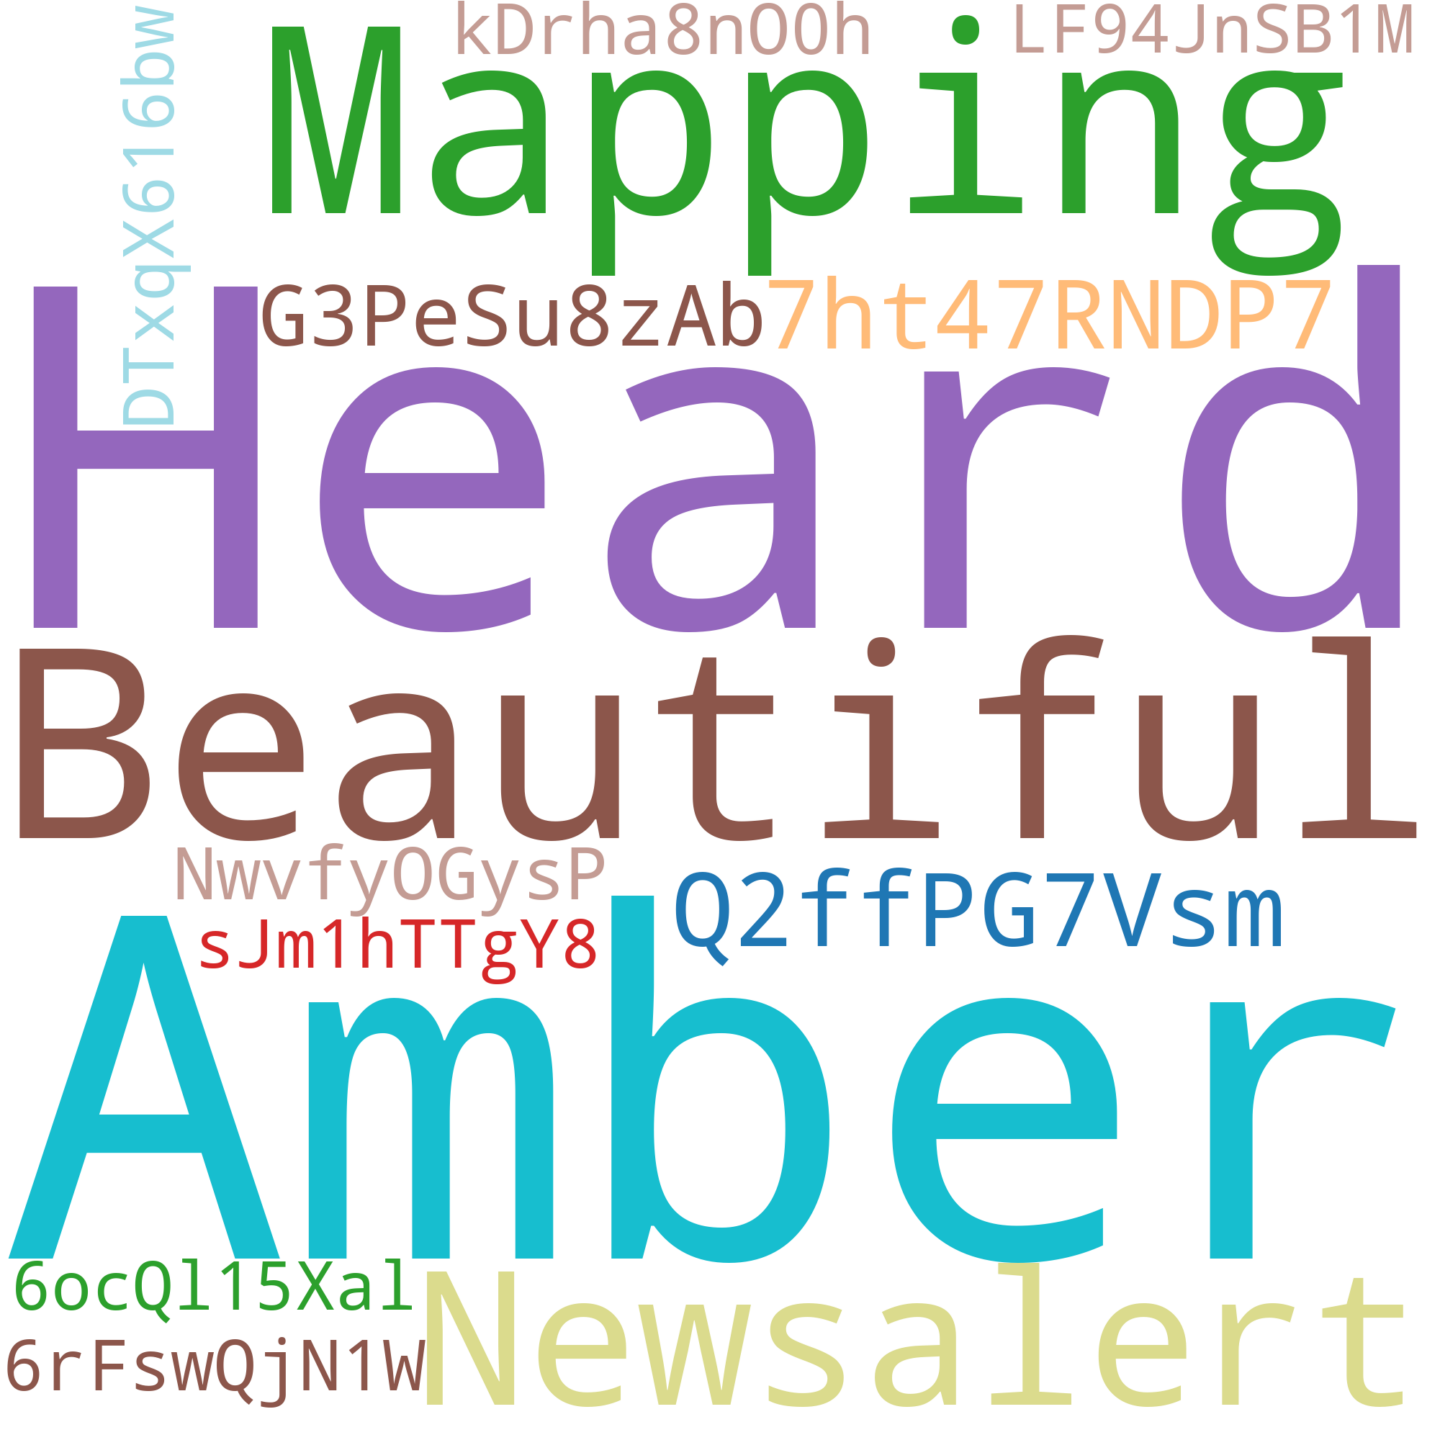 kDrha8nO0h
LF94JnSB1M
DTxqX616bw
Mapping
G3PeSu8zAb
7ht47RNDP7
Heard
Beautiful
NwvfyOGysP
Q2ffPG7Vsm
sJm1hTTgY8
Amber
6ocQl15Xal
Newsalert
6rFswQjN1W